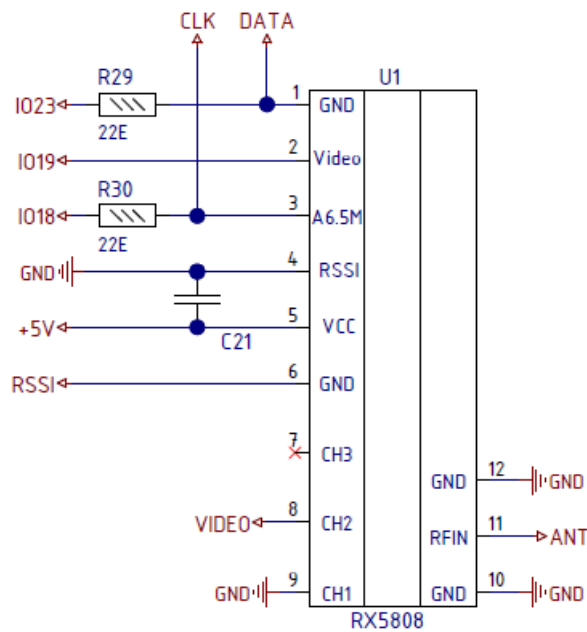 CLK DATA
U1
R29
IO23 1 GND
22E
IO19 2 Video
R30
IO18 3 A6.5M
22E
GND 4 RSSI
+5V 5 VCC
C21
RSSI 6 GND
7 CH3
GND 12 GND
VIDEO 8 CH2
RFIN 11 ANT
GND 9 CH1
GND 10 GND
RX5808